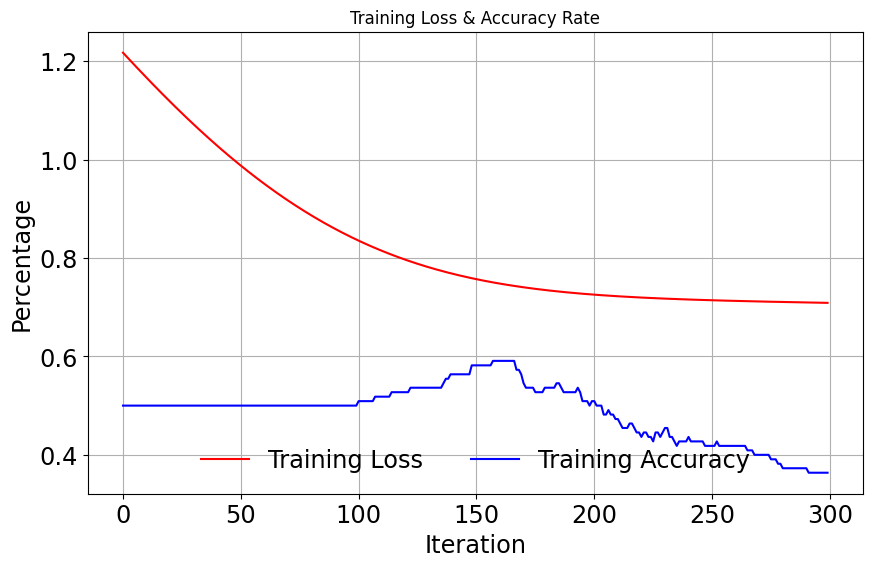 Training Loss & Accuracy Rate
1.2
1.0
0.8
0.6
0.4
Percentage
Training Loss Training Accuracy
0 50 100 150 200 250 300
Iteration